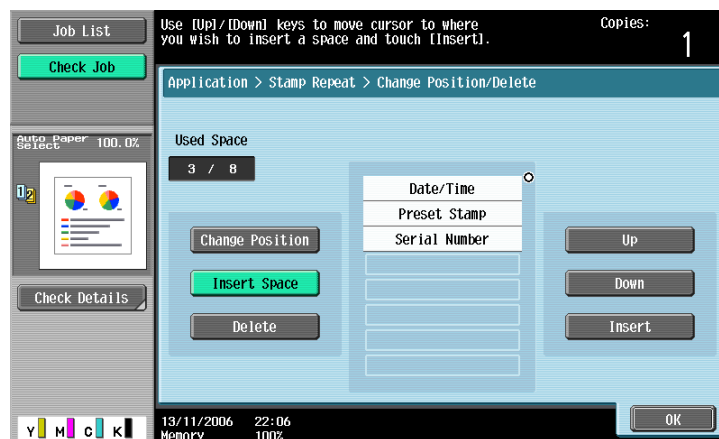 Job List
Check Job
Use [Up]/[Down] keys to move cursor to where
you wish to insert a space and touch [Insert].
Copies:
1
Application > Stamp Repeat > Change Position/Delete
Auto Paper
Select
100.0%
1 2
Check Details
Used Space
3 / 8
Date/Time
Preset Stamp
Serial Number
Change Position
Insert Space
Delete
Up
Down
Insert
Y M C K
13/11/2006 22:06
Memory 100%
OK